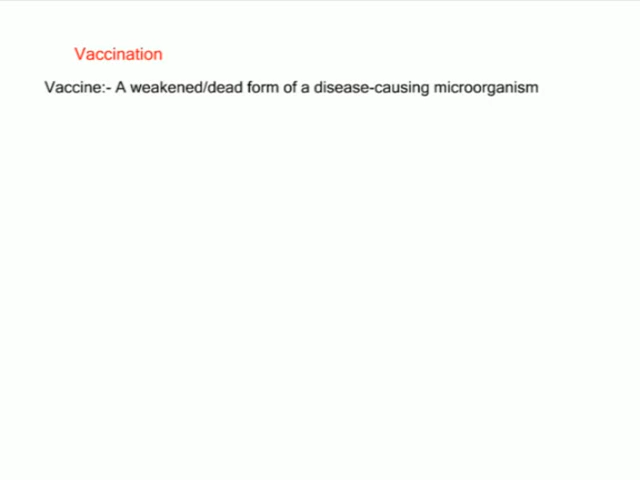 Vaccination
Vaccine:- A weakened/dead form of a disease-causing microorganism